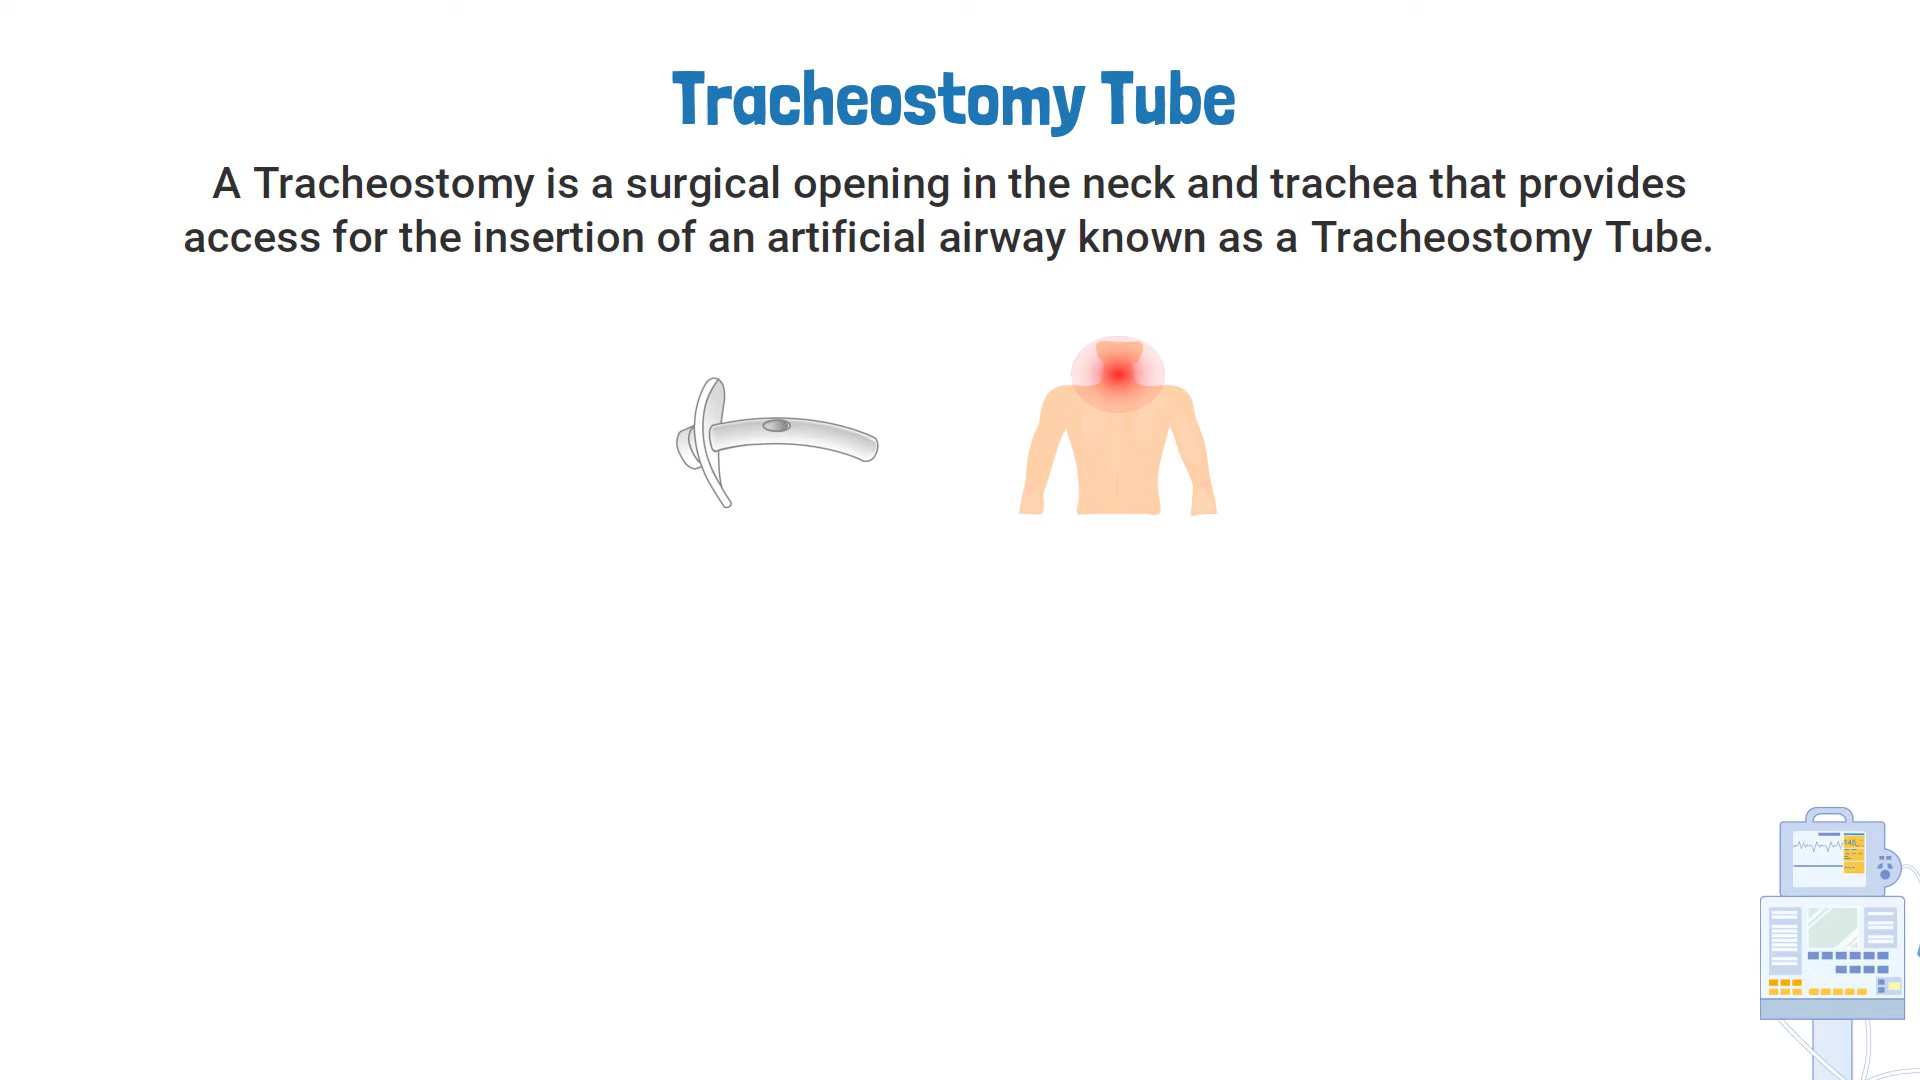 Tracheostomy Tube
A Tracheostomy is a surgical opening in the neck and trachea that provides
access for the insertion of an artificial airway known as a Tracheostomy Tube.
145